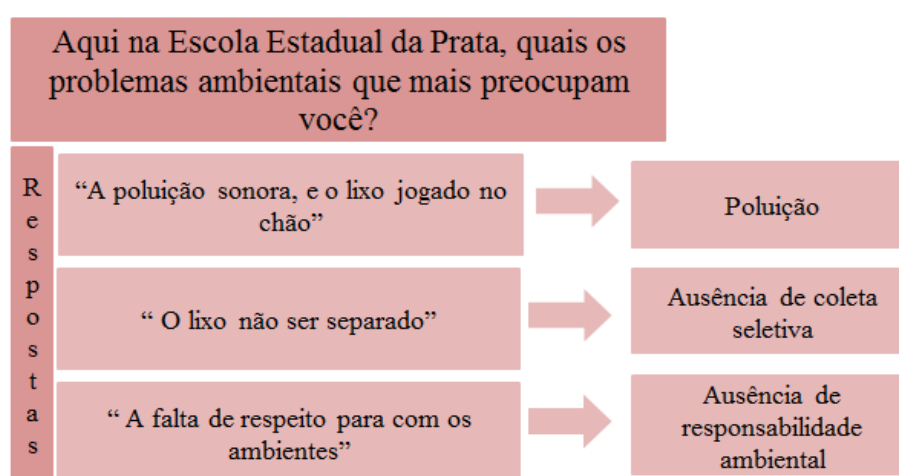 Aqui na Escola Estadual da Prata, quais os
problemas ambientais que mais preocupam
você?
Respostas
“A poluição sonora, e o lixo jogado no
chão”
Poluição
“ O lixo não ser separado”
Ausência de coleta
seletiva
“ A falta de respeito para com os
ambientes”
Ausência de
responsabilidade
ambiental